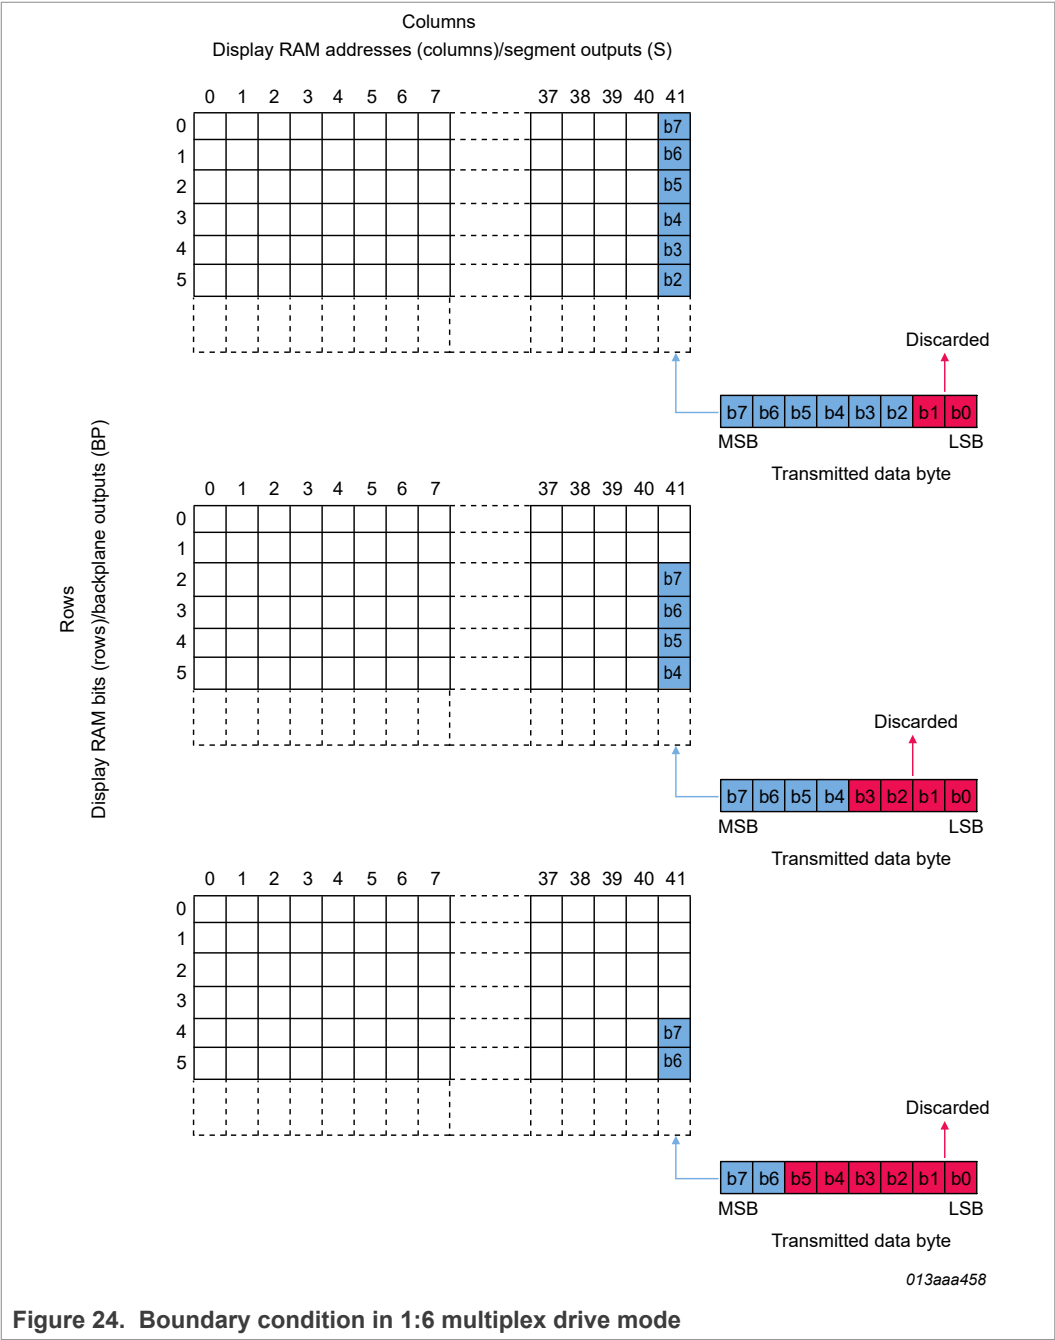 Columns
Display RAM addresses (columns)/segment outputs (S)
0 1 2 3 4 5 6 7 37 38 39 40 41
0 b7
1 b6
2 b5
3 b4
4 b3
5 b2
Discarded
b7 b6 b5 b4 b3 b2 b1 b0
MSB LSB
Transmitted data byte
Rows
Display RAM bits (rows)/backplane outputs (BP)
0 1 2 3 4 5 6 7 37 38 39 40 41
0
1
2 b7
3 b6
4 b5
5 b4
Discarded
b7 b6 b5 b4 b3 b2 b1 b0
MSB LSB
Transmitted data byte
0 1 2 3 4 5 6 7 37 38 39 40 41
0
1
2
3
4 b7
5 b6
Discarded
b7 b6 b5 b4 b3 b2 b1 b0
MSB LSB
Transmitted data byte
013aaa458
Figure 24. Boundary condition in 1:6 multiplex drive mode